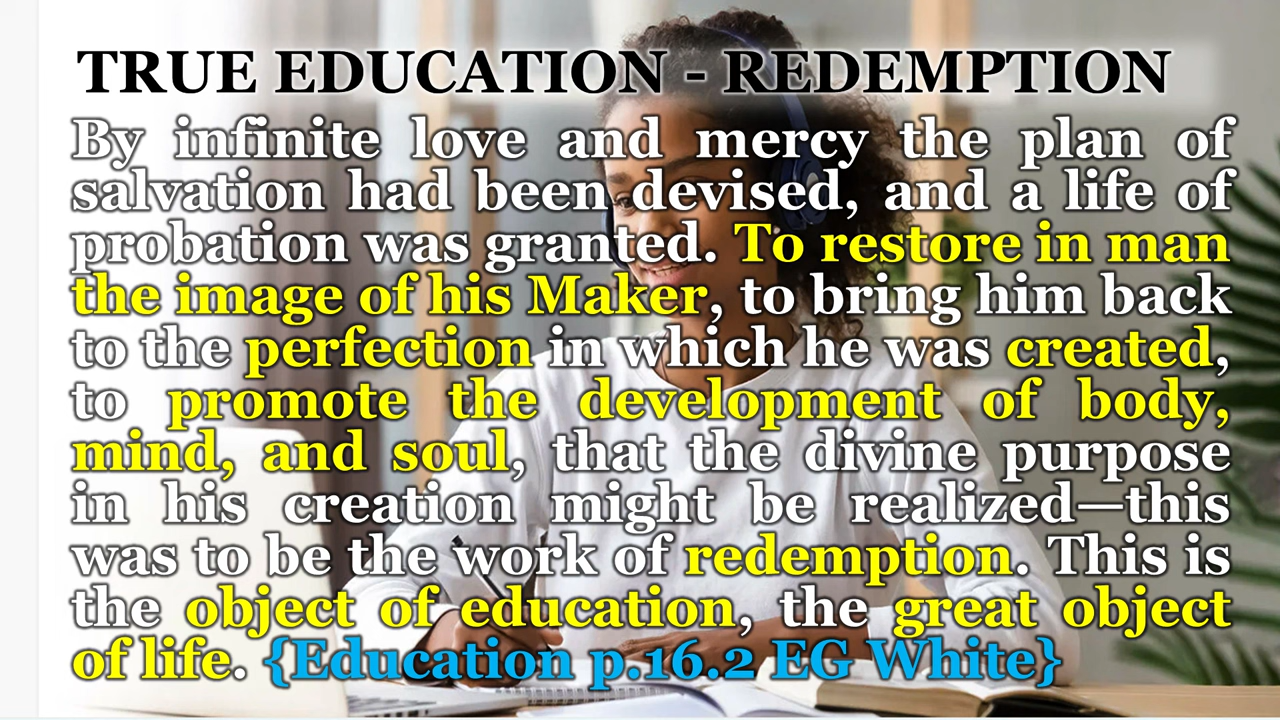 TRUE EDUCATION - REDEMPTION
By infinite love and mercy the plan of
salvation had been devised, and a life of
probation was granted. To restore in man
the image of his Maker, to bring him back
to the perfection in which he was created,
to promote the development of body,
mind, and soul, that the divine purpose
in his creation might be realized—this
was to be the work of redemption. This is
the object of education, the great object
of life. {Education p.16.2 EG White}